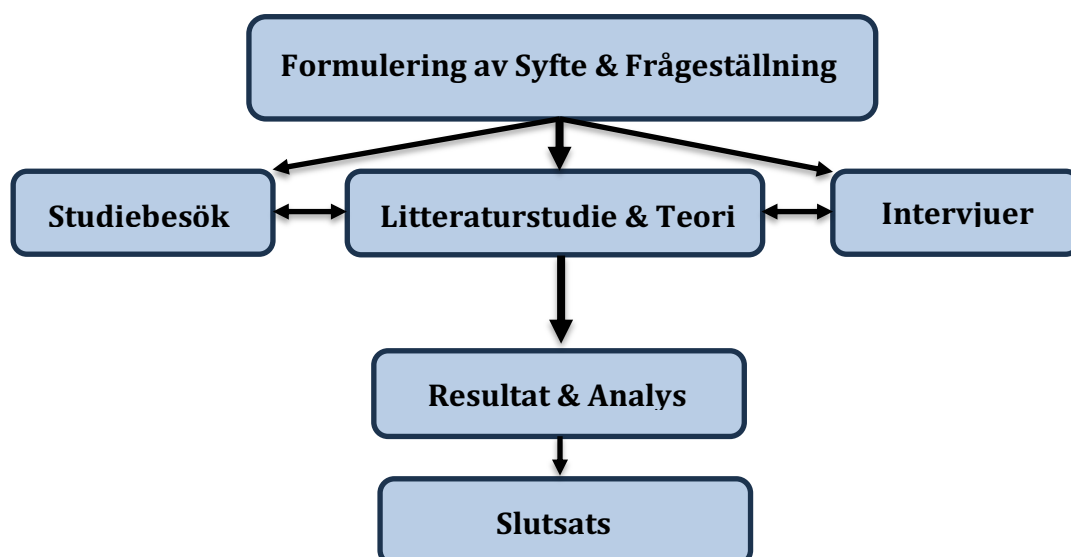 Formulering av Syfte & Frågeställning
Studiebesök
Litteraturstudie & Teori
Intervjuer
Resultat & Analys
Slutsats